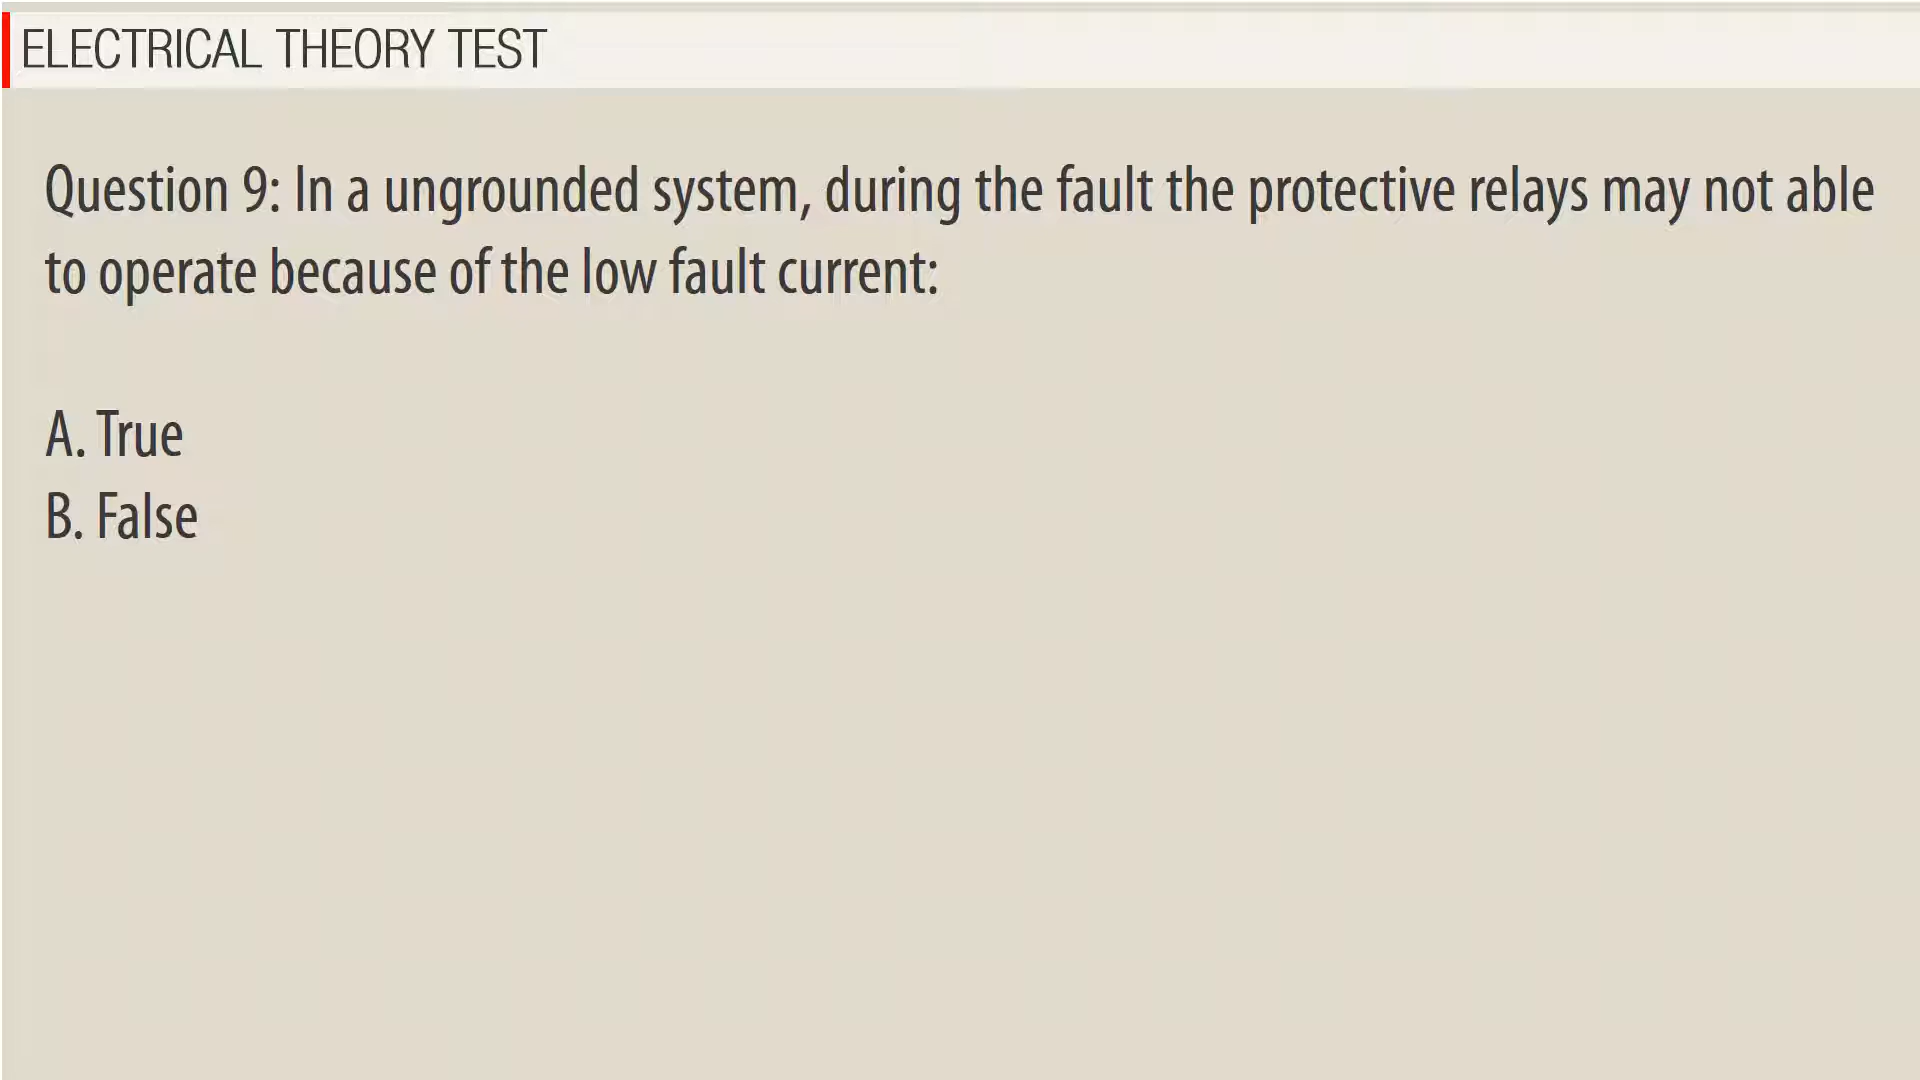 ELECTRICAL THEORY TEST
Question 9: In a ungrounded system, during the fault the protective relays may not able
to operate because of the low fault current:
A. True
B. False